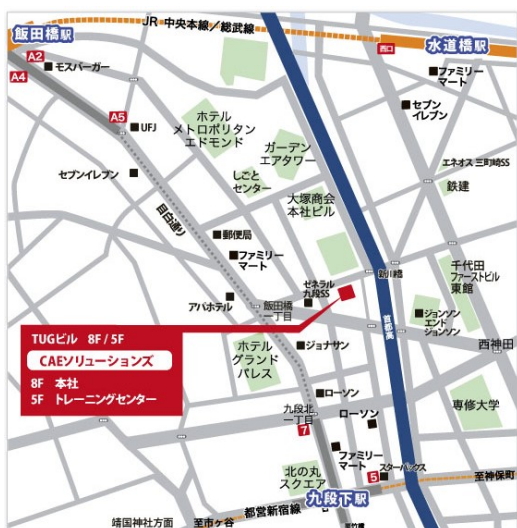 JR 中央本線／総武線
飯田橋駅
水道橋駅
西口
A2
A4
モスバーガー
ファミリー
マート
A5
UFJ
セブン
イレブン
ホテル
メトロポリタン
エドモンド
ガーデン
エアタワー
エネオス 三町崎SS
セブンイレブン
しごと
センター
鉄建
大塚商会
本社ビル
目白通り
郵便局
ファミリー
マート
新川橋
千代田
ファーストビル
東館
ゼネラル
九段SS
アパホテル
飯田橋
一丁目
首都高
ジョンソン
エンド
ジョンソン
TUGビル 8F / 5F
CAEソリューションズ
8F 本社
5F トレーニングセンター
ホテル
グランド
パレス
ジョナサン
西神田
ローソン
九段北
一丁目
7
ローソン
専修大学
ファミリー
マート
5
スターバックス
至神保町
北の丸
スクエア
九段下駅
都営新宿線
靖国神社方面
至市ヶ谷